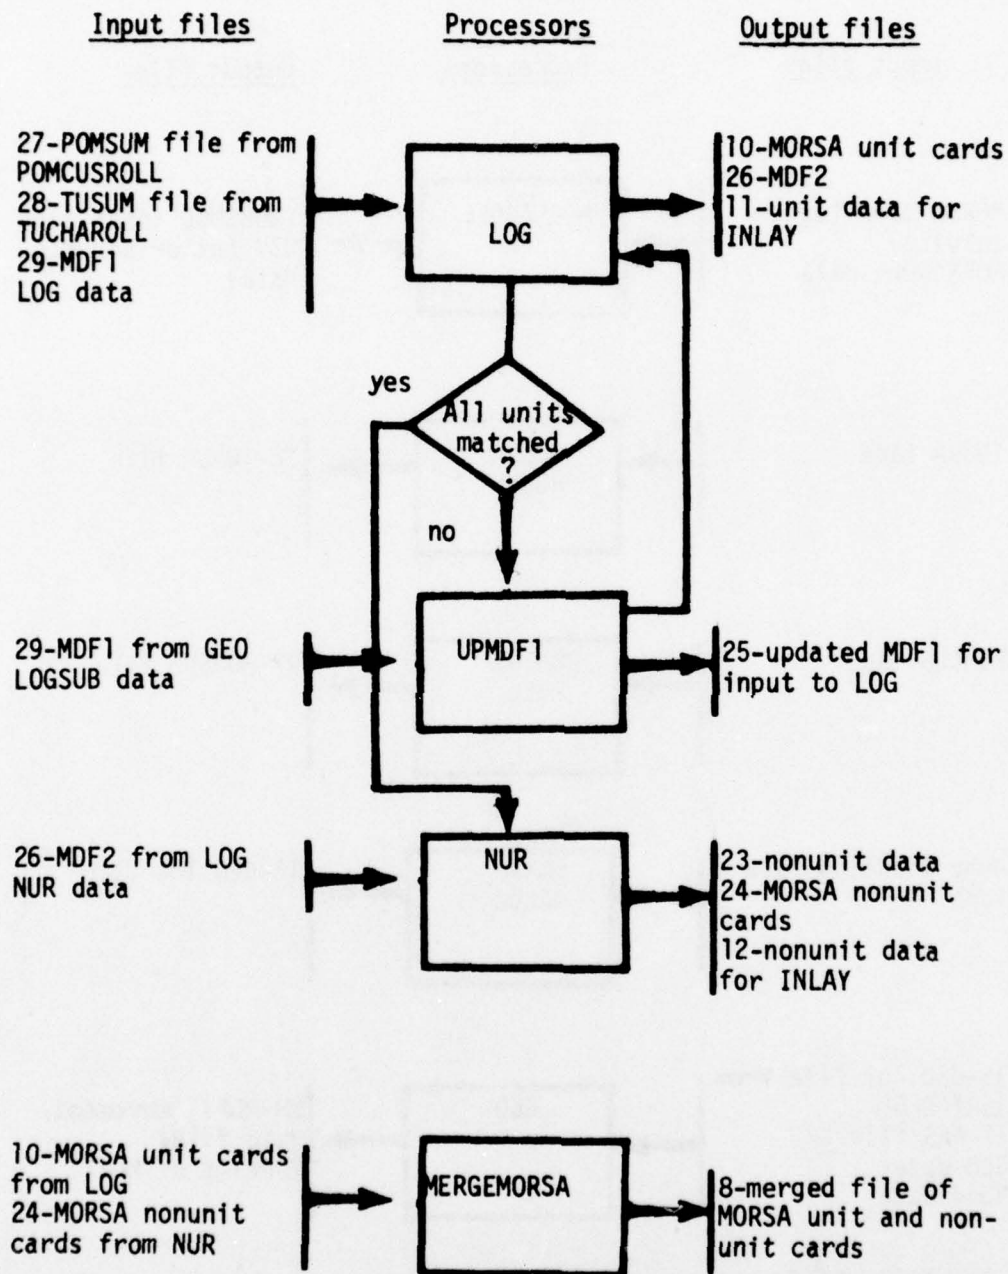 Input files
Processors
Output files
27-POMSUM file from
POMCUSROLL
28-TUSUM file from
TUCHAROLL
29-MDF1
LOG data
LOG
10-MORSA unit cards
26-MDF2
11-unit data for
INLAY
yes
All units
matched
?
no
29-MDF1 from GEO
LOGSUB data
UPMDF1
25-updated MDF1 for
input to LOG
26-MDF2 from LOG
NUR data
NUR
23-nonunit data
24-MORSA nonunit
cards
12-nonunit data
for INLAY
10-MORSA unit cards
from LOG
24-MORSA nonunit
cards from NUR
MERGEMORSA
8-merged file of
MORSA unit and non-
unit cards